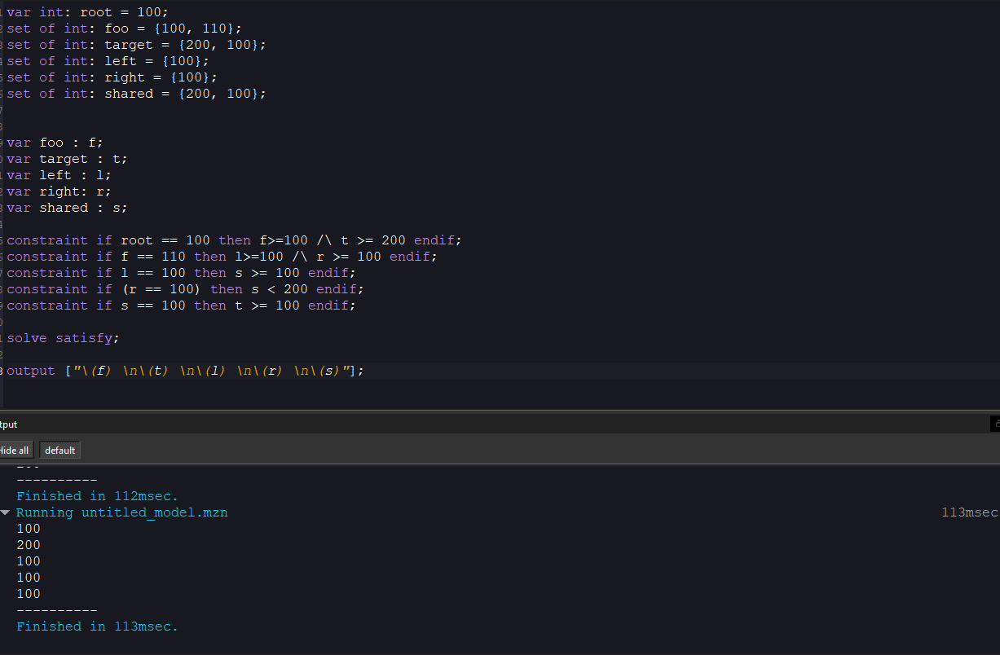 var int: root = 100;
set of int: foo = {100, 110};
set of int: target = {200, 100};
set of int: left = {100};
set of int: right = {100};
set of int: shared = {200, 100};
var foo : f;
var target : t;
var left : l;
var right: r;
var shared : s;
constraint if root == 100 then f>=100 /\ t >= 200 endif;
constraint if f == 110 then l>=100 /\ r >= 100 endif;
constraint if l == 100 then s >= 100 endif;
constraint if (r == 100) then s < 200 endif;
constraint if s == 100 then t >= 100 endif;
solve satisfy;
output ["\(f) \n\(t) \n\(l) \n\(r) \n\(s)"];
tput
Hide all default
----------
Finished in 112msec.
Running untitled_model.mzn 113msec
100
200
100
100
100
----------
Finished in 113msec.